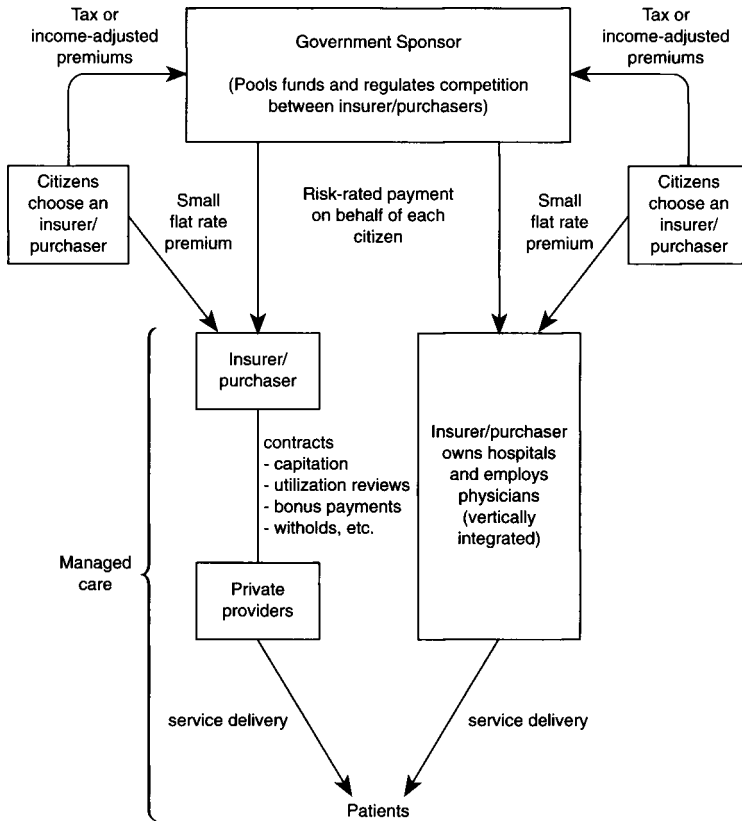 Tax or
income-adjusted
premiums
Government Sponsor
(Pools funds and regulates competition
between insurer/purchasers)
Tax or
income-adjusted
premiums
Citizens
choose an
insurer/
purchaser
Small
flat rate
premium
Risk-rated payment
on behalf of each
citizen
Small
flat rate
premium
Citizens
choose an
insurer/
purchaser
Managed
care
Insurer/
purchaser
contracts
- capitation
- utilization reviews
- bonus payments
- witholds, etc.
Private
providers
Insurer/purchaser
owns hospitals
and employs
physicians
(vertically
integrated)
service delivery
service delivery
Patients